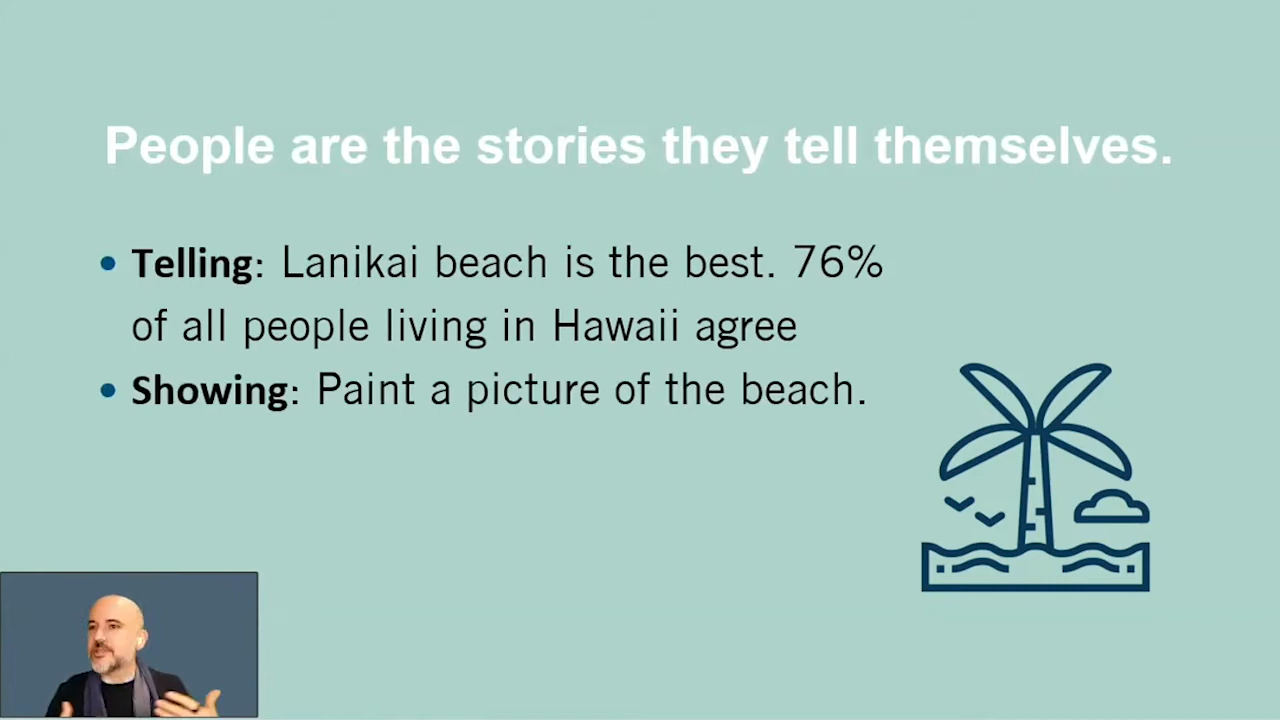 People are the stories they tell themselves.
• Telling: Lanikai beach is the best. 76%
of all people living in Hawaii agree
• Showing: Paint a picture of the beach.